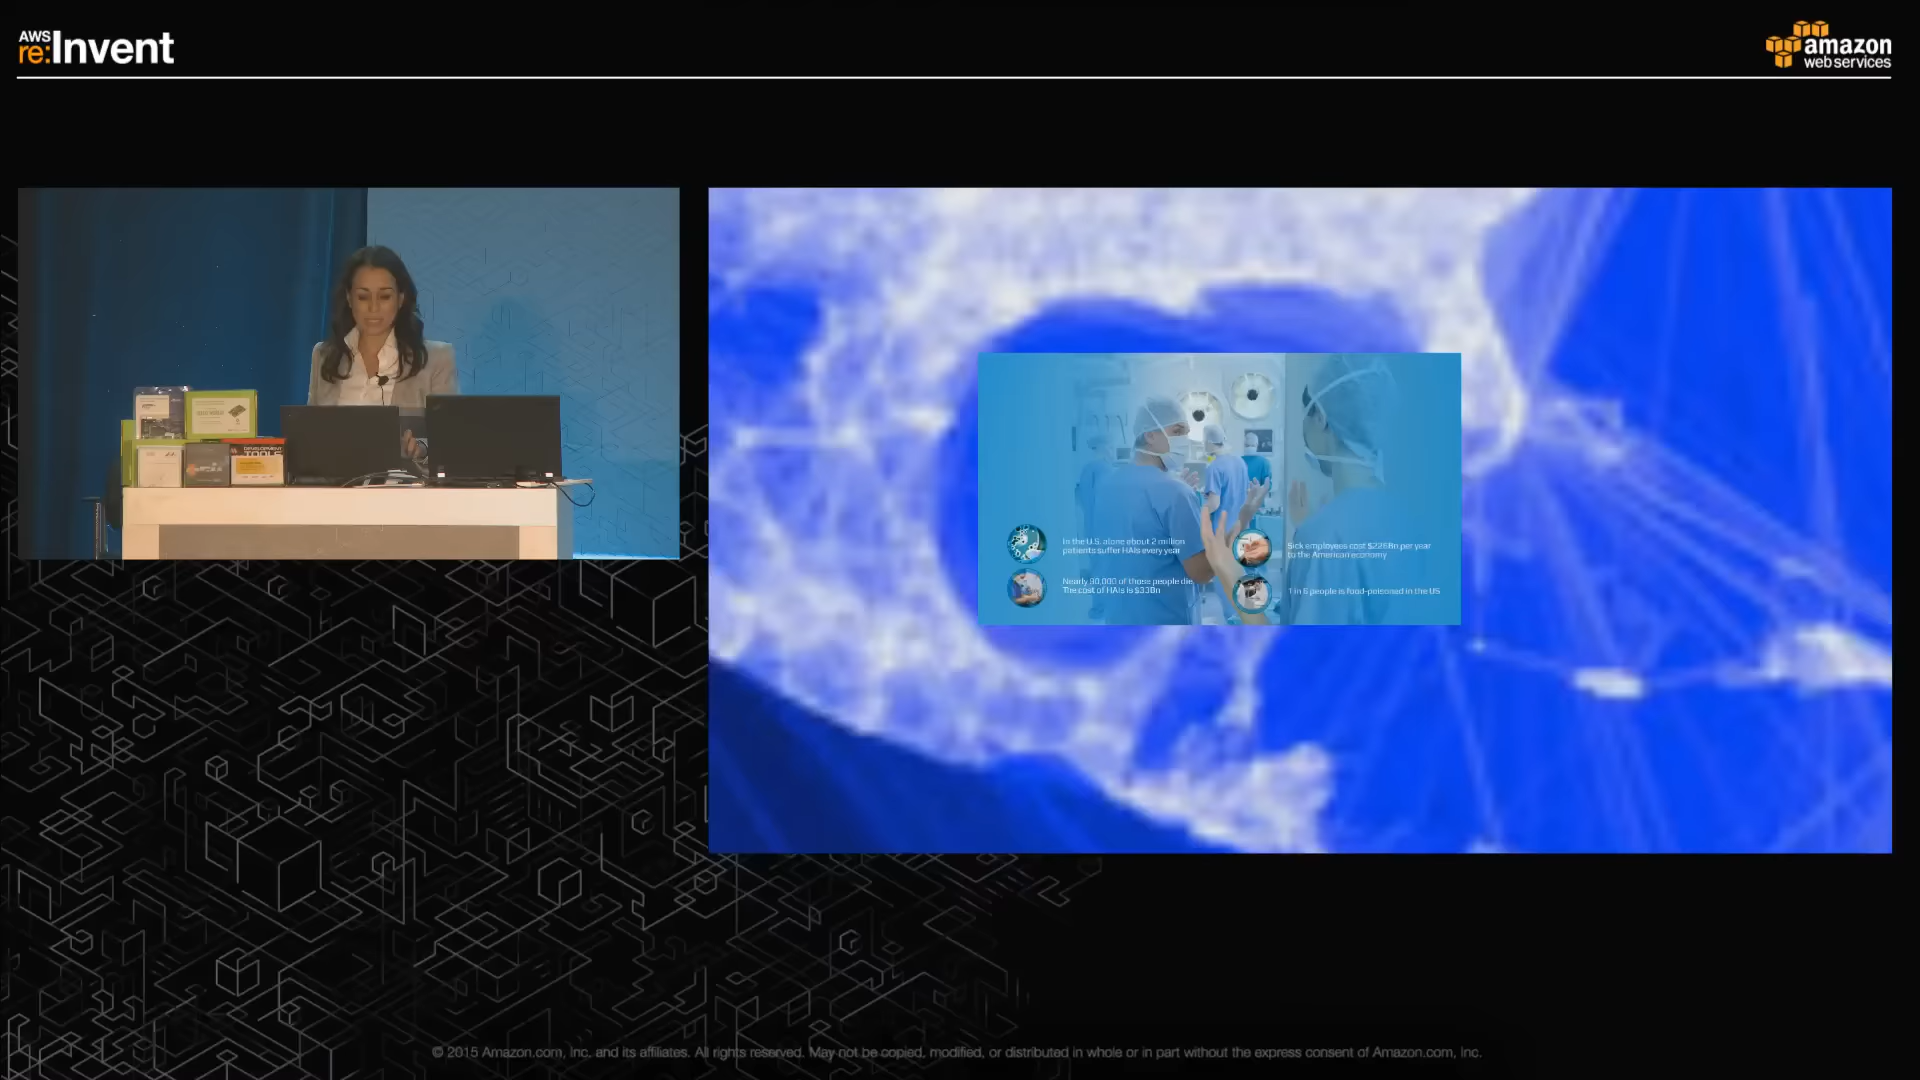 AWS
re:Invent
amazon
web services
In the U.S. alone about 2 million
patients suffer HAIs every year
Nearly 90,000 of those people die
The cost of HAIs is $33Bn
Sick employees cost per year
to the American economy
1 in 6 people is food-poisoned in the US
DEVELOPMENT
TOOLS
© 2015 Amazon.com, Inc. and its affiliates. All rights reserved. May not be copied, modified, or distributed in whole or in part without the express consent of Amazon.com, Inc.